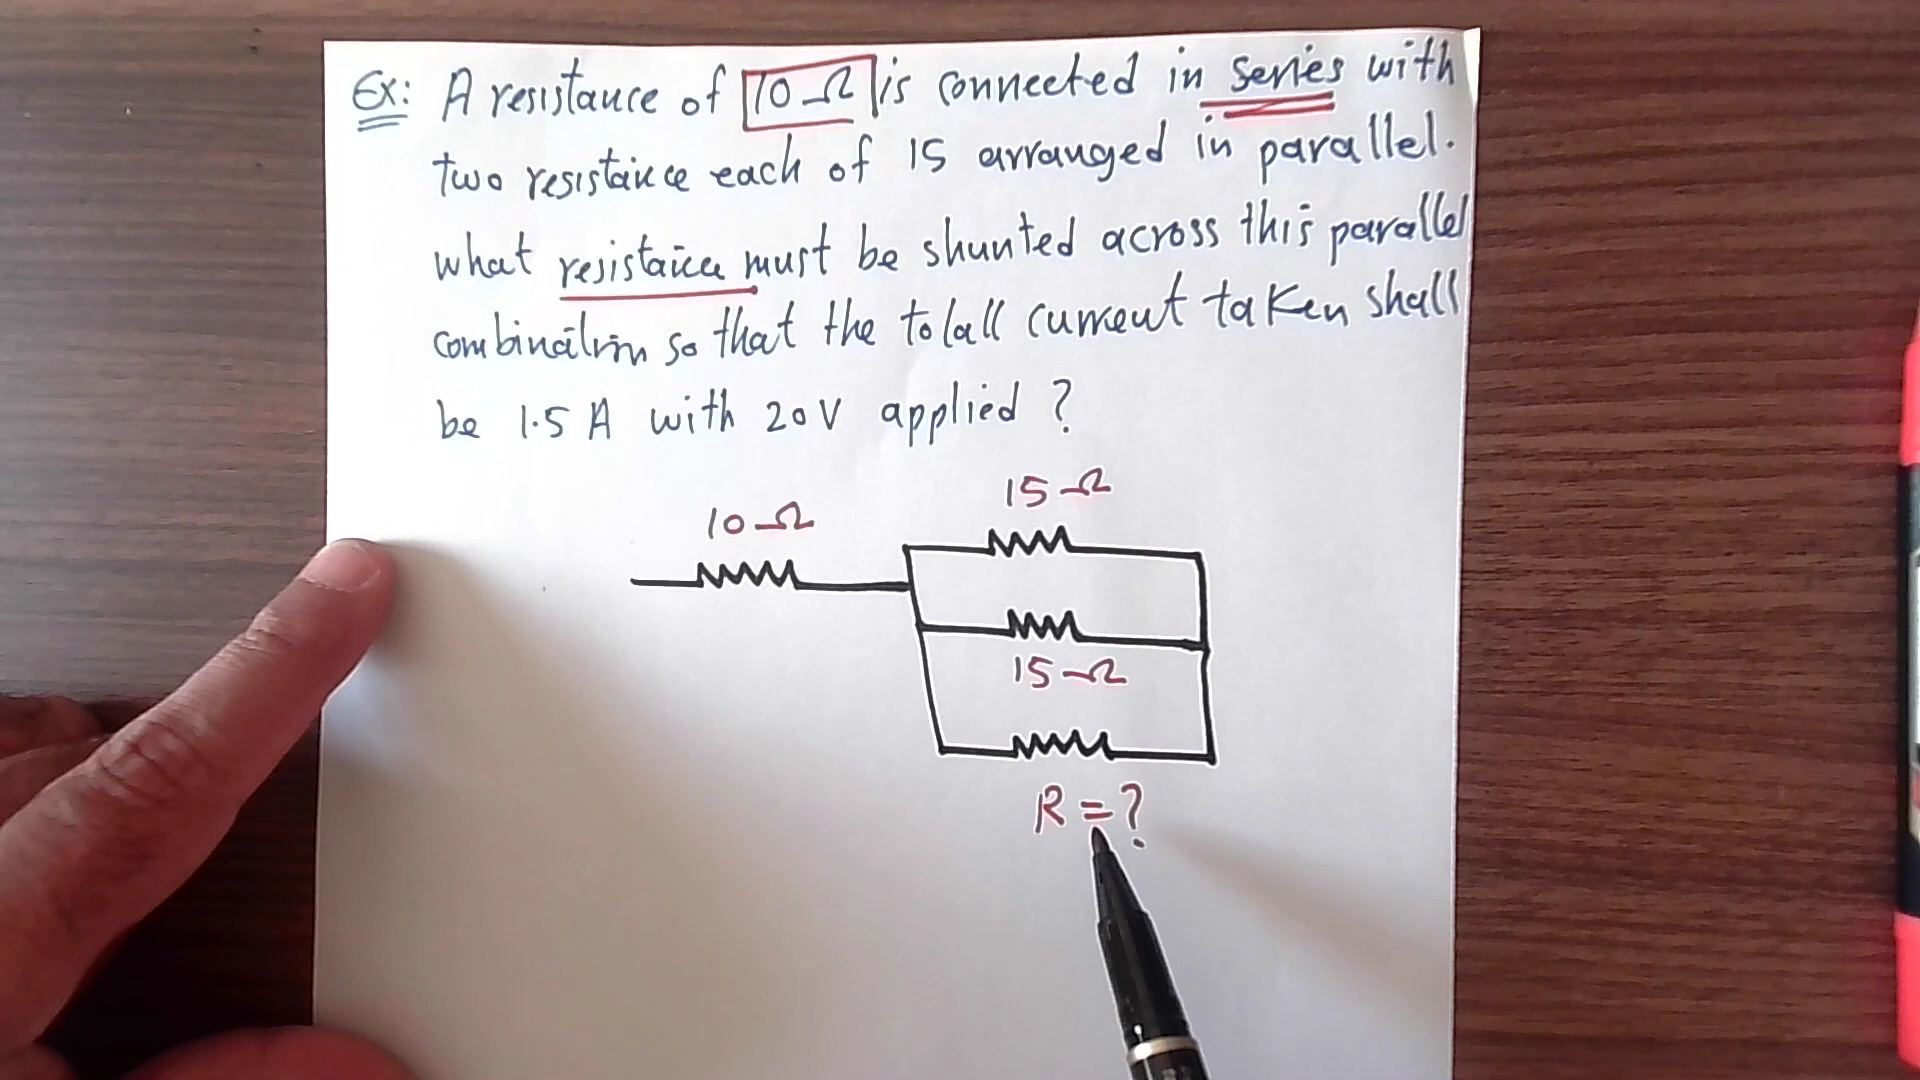 Ex: A resistance of 10 Ω is connected in series with
two resistance each of 15 arranged in parallel.
what resistance must be shunted across this parallel
combination so that the totall current taken shall
be 1.5 A with 20V applied ?
15 Ω
10 Ω
15 Ω
R = ?